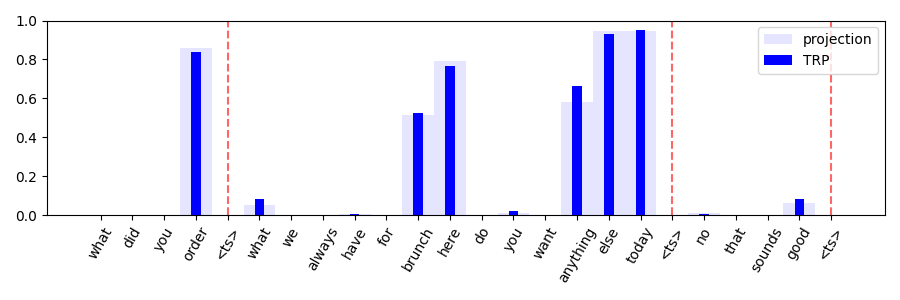 1.0
0.8
0.6
0.4
0.2
0.0
projection
TRP
what
did
you
order
<ts>
what
we
always
have
for
brunch
here
do
you
want
anything
else
today
<ts>
no
that
sounds
good
<ts>